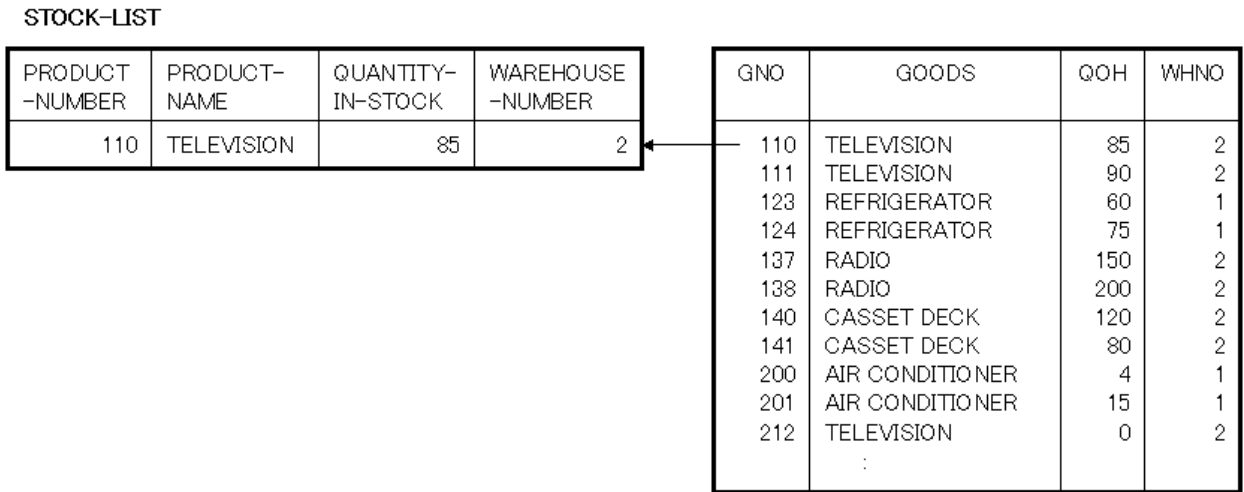 STOCK-LIST
PRODUCT-NUMBER PRODUCT-NAME QUANTITY-IN-STOCK WAREHOUSE-NUMBER
110 TELEVISION 85 2
GNO GOODS QOH WHNO
110 TELEVISION 85 2
111 TELEVISION 90 2
123 REFRIGERATOR 60 1
124 REFRIGERATOR 75 1
137 RADIO 150 2
138 RADIO 200 2
140 CASSET DECK 120 2
141 CASSET DECK 80 2
200 AIR CONDITIONER 4 1
201 AIR CONDITIONER 15 1
212 TELEVISION 0 2
: